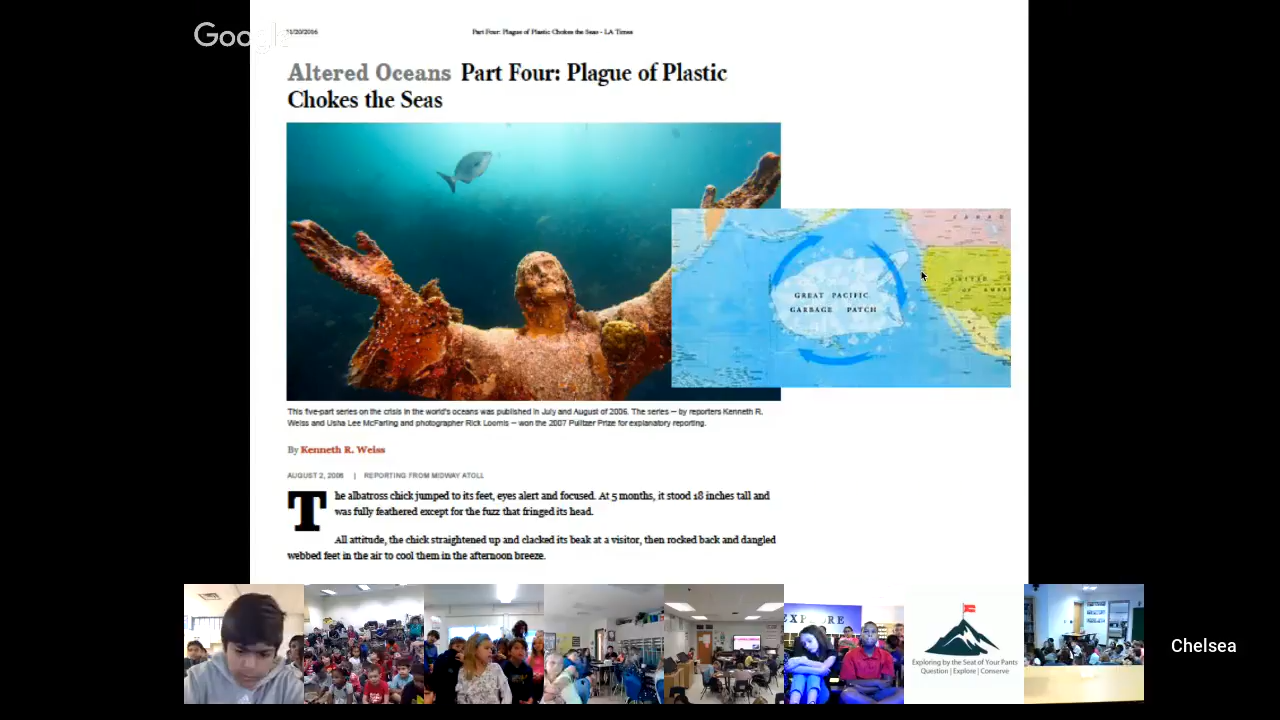 Google
11/20/2016
Part Four: Plague of Plastic Chokes the Seas - LA Times
Altered Oceans Part Four: Plague of Plastic
Chokes the Seas
GREAT PACIFIC
GARBAGE PATCH
This five-part series on the crisis in the world's oceans was published in July and August of 2006. The series — by reporters Kenneth R.
Weiss and Usha Lee McFarling and photographer Rick Loomis — won the 2007 Pulitzer Prize for explanatory reporting.
By Kenneth R. Weiss
AUGUST 2, 2006 | REPORTING FROM MIDWAY ATOLL
The albatross chick jumped to its feet, eyes alert and focused. At 5 months, it stood 18 inches tall and
was fully feathered except for the fuzz that fringed its head.
All attitude, the chick straightened up and clacked its beak at a visitor, then rocked back and dangled
webbed feet in the air to cool them in the afternoon breeze.
EXPLORE
Exploring by the Seat of Your Pants
Question | Explore | Conserve
Chelsea